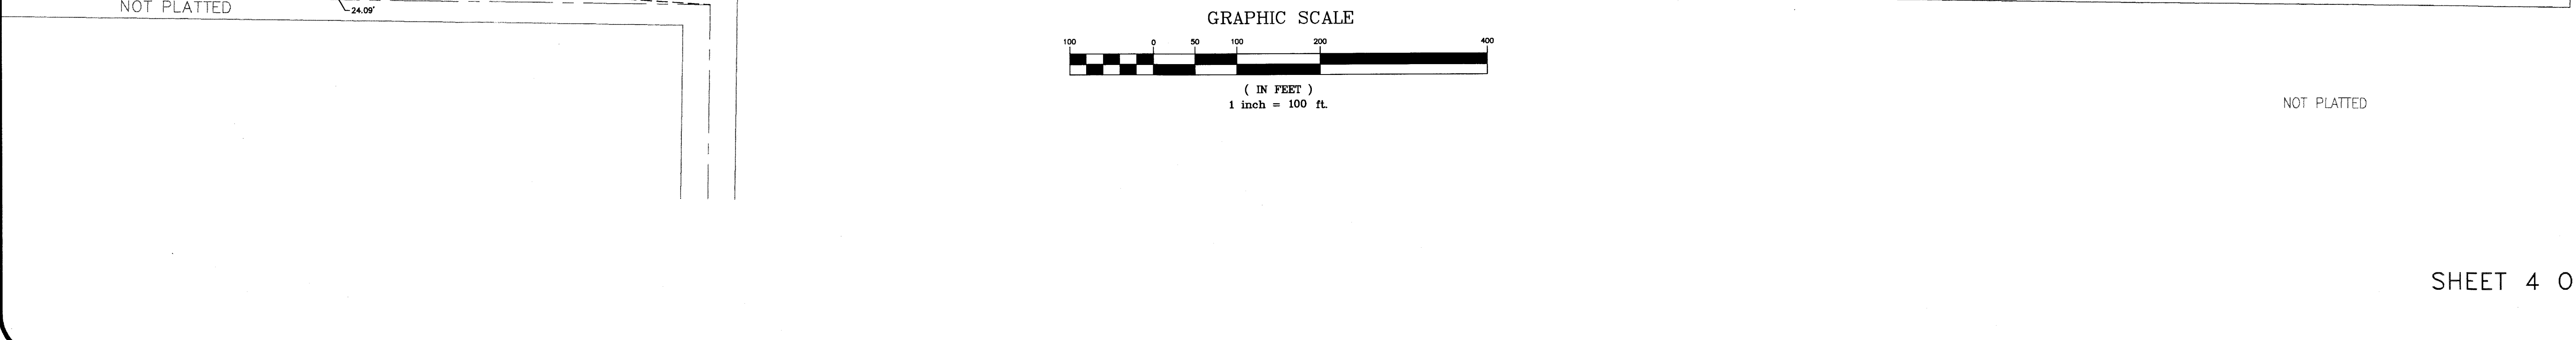 NOT PLATTED
24.09'
GRAPHIC SCALE
100 0 50 100 200 400
( IN FEET )
1 inch = 100 ft.
NOT PLATTED
SHEET 4 O